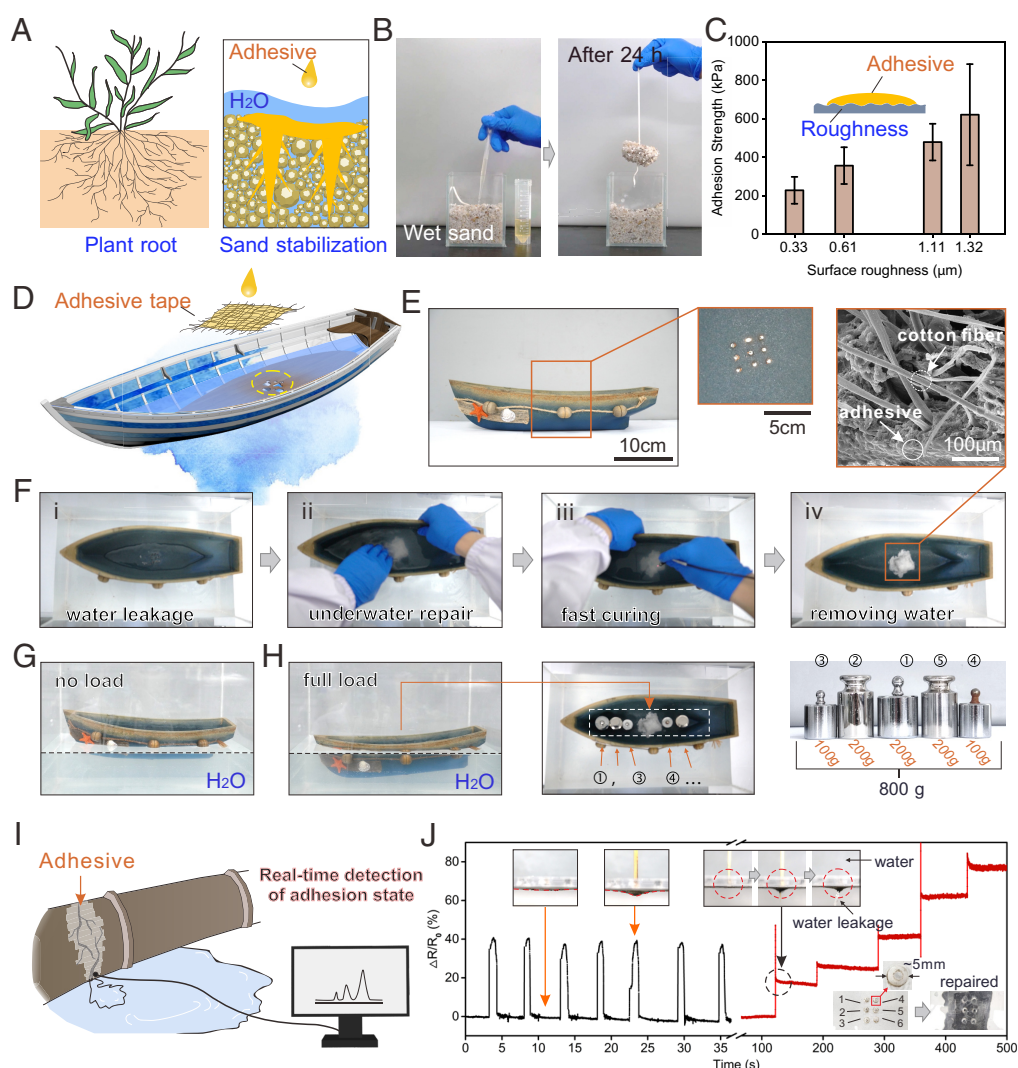 A
Adhesive
H2O
Plant root
Sand stabilization
B
After 24 h
Wet sand
C
1000
800
600
400
200
0
Adhesion Strength (kPa)
Adhesive
Roughness
0.33
0.61
1.11
1.32
Surface roughness (μm)
D
Adhesive tape
E
10cm
5cm
cotton fiber
adhesive
100μm
F
i
water leakage
ii
underwater repair
iii
fast curing
iv
removing water
G
no load
H2O
H
full load
H2O
①, ③ ④ ...
③ ② ① ⑤ ④
100g 200g 200g 200g 100g
800 g
I
Adhesive
Real-time detection
of adhesion state
J
80
60
40
20
0
ΔR/R0 (%)
water
water leakage
~5mm
repaired
1 4
2 5
3 6
0 5 10 15 20 25 30 35 100 200 300 400 500
Time (s)